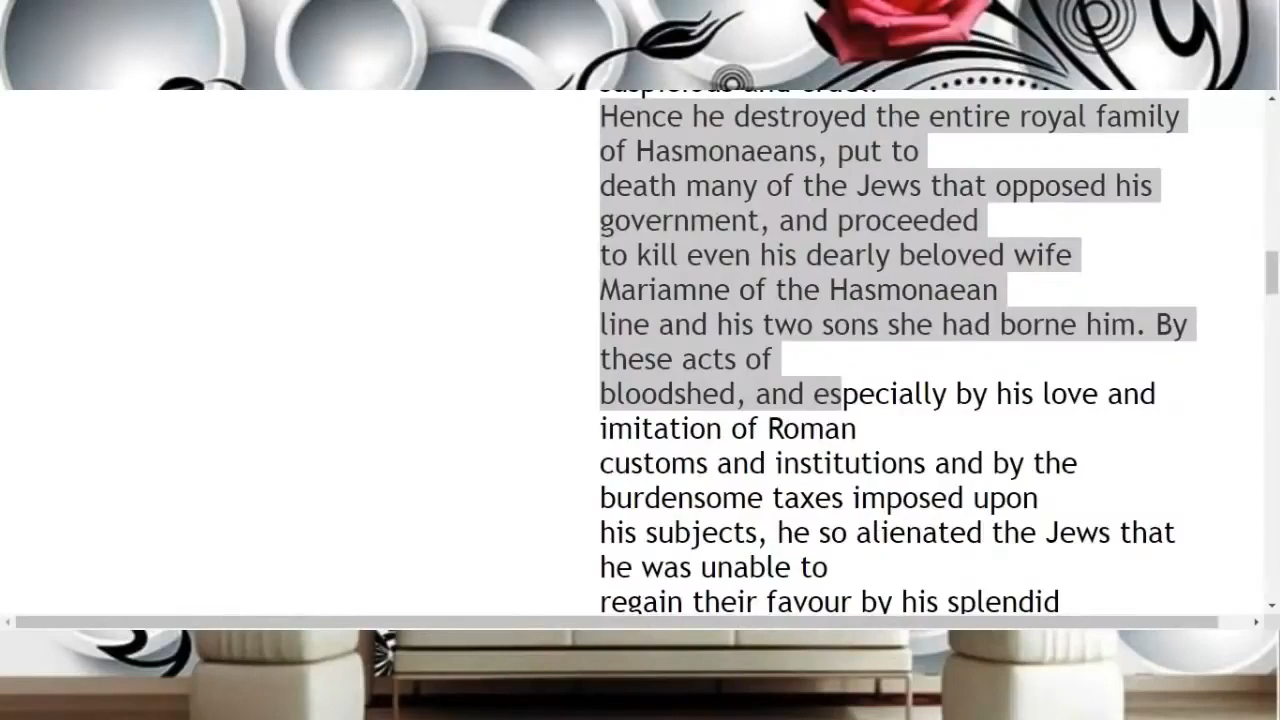 Hence he destroyed the entire royal family
of Hasmonaeans, put to
death many of the Jews that opposed his
government, and proceeded
to kill even his dearly beloved wife
Mariamne of the Hasmonaean
line and his two sons she had borne him. By
these acts of
bloodshed, and especially by his love and
imitation of Roman
customs and institutions and by the
burdensome taxes imposed upon
his subjects, he so alienated the Jews that
he was unable to
regain their favour by his splendid